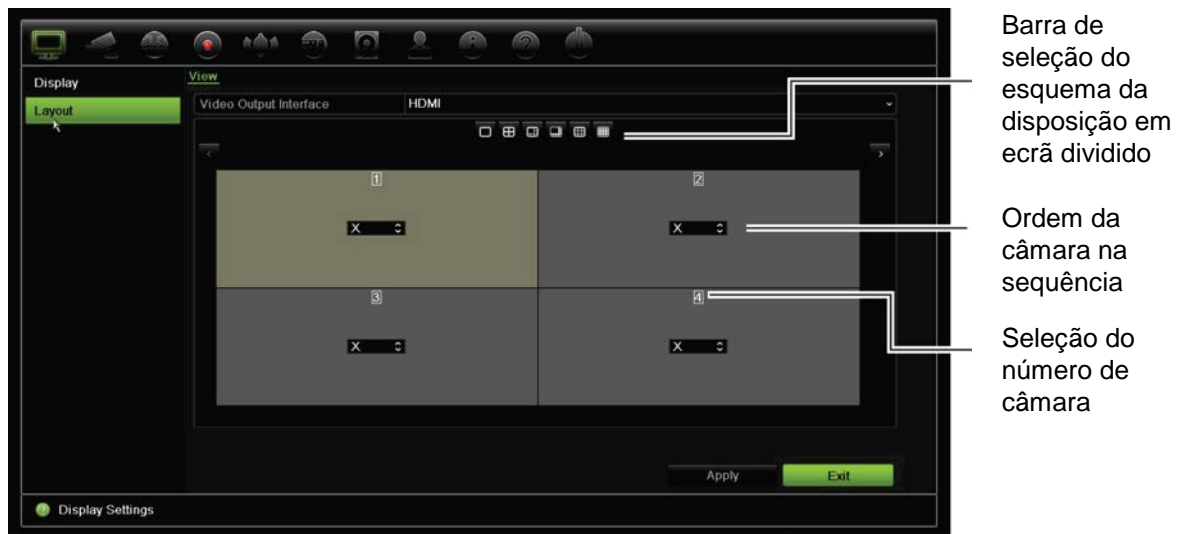 Display
Layout
View
Video Output Interface HDMI
1
2
X
X
3
4
X
X
Apply
Exit
Display Settings
Barra de
seleção do
esquema da
disposição em
ecrã dividido
Ordem da
câmara na
sequência
Seleção do
número de
câmara